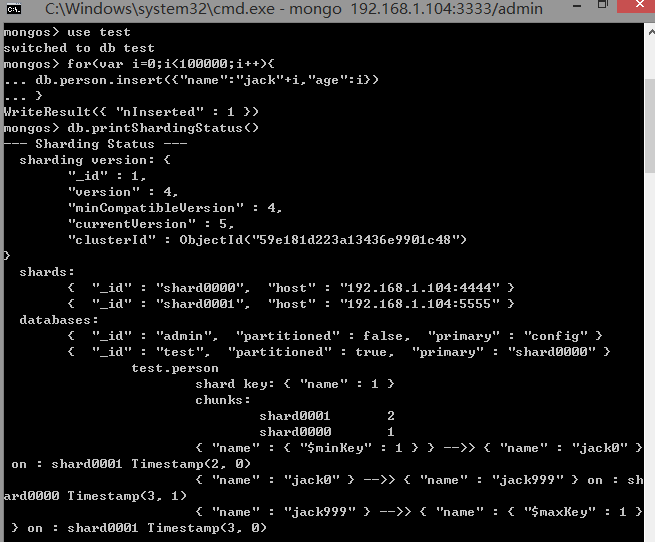 C:\Windows\system32\cmd.exe - mongo  192.168.1.104:3333/admin
mongos> use test
switched to db test
mongos> for(var i=0;i<100000;i++){
... db.person.insert({"name":"jack"+i,"age":i})
... }
WriteResult({ "nInserted" : 1 })
mongos> db.printShardingStatus()
--- Sharding Status ---
  sharding version: {
        "_id" : 1,
        "version" : 4,
        "minCompatibleVersion" : 4,
        "currentVersion" : 5,
        "clusterId" : ObjectId("59e181d223a13436e9901c48")
}
  shards:
        {  "_id" : "shard0000",  "host" : "192.168.1.104:4444" }
        {  "_id" : "shard0001",  "host" : "192.168.1.104:5555" }
  databases:
        {  "_id" : "admin",  "partitioned" : false,  "primary" : "config" }
        {  "_id" : "test",  "partitioned" : true,  "primary" : "shard0000" }
                test.person
                        shard key: { "name" : 1 }
                        chunks:
                                shard0001       2
                                shard0000       1
                        { "name" : { "$minKey" : 1 } } -->> { "name" : "jack0" }
 on : shard0001 Timestamp(2, 0)
                        { "name" : "jack0" } -->> { "name" : "jack999" } on : sh
ard0000 Timestamp(3, 1)
                        { "name" : "jack999" } -->> { "name" : { "$maxKey" : 1 }
 } on : shard0001 Timestamp(3, 0)